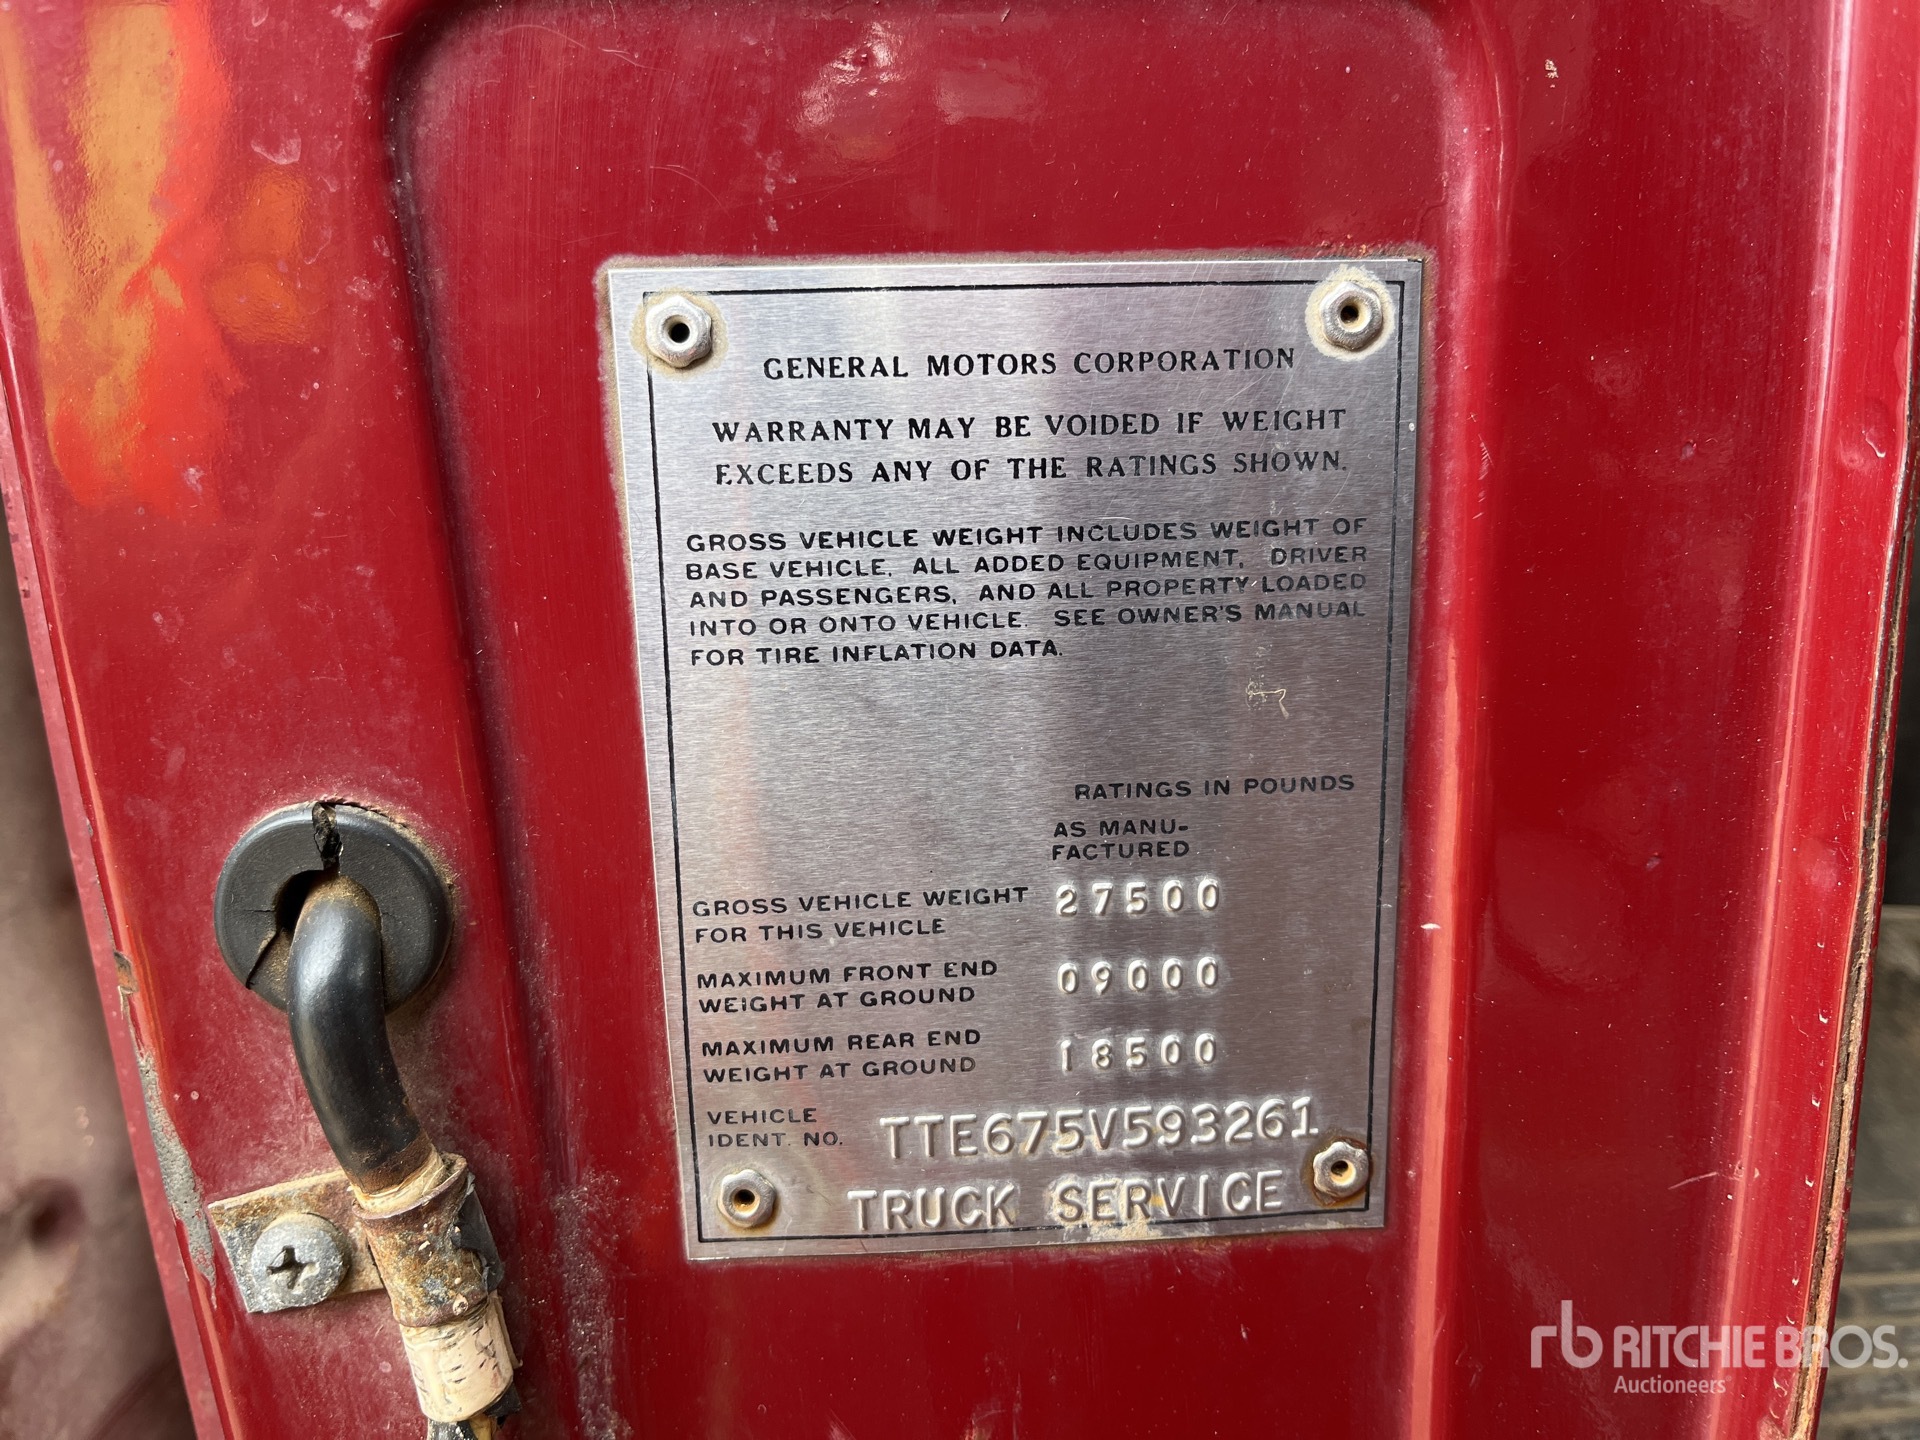 GENERAL MOTORS CORPORATION
WARRANTY MAY BE VOIDED IF WEIGHT
EXCEEDS ANY OF THE RATINGS SHOWN.
GROSS VEHICLE WEIGHT INCLUDES WEIGHT OF
BASE VEHICLE, ALL ADDED EQUIPMENT, DRIVER
AND PASSENGERS, AND ALL PROPERTY LOADED
INTO OR ONTO VEHICLE. SEE OWNER'S MANUAL
FOR TIRE INFLATION DATA.
RATINGS IN POUNDS
AS MANU-
FACTURED
GROSS VEHICLE WEIGHT 27500
FOR THIS VEHICLE
MAXIMUM FRONT END 09000
WEIGHT AT GROUND
MAXIMUM REAR END 18500
WEIGHT AT GROUND
VEHICLE
IDENT. NO. TTE675V593261
TRUCK SERVICE
rb RITCHIE BROS.
Auctioneers